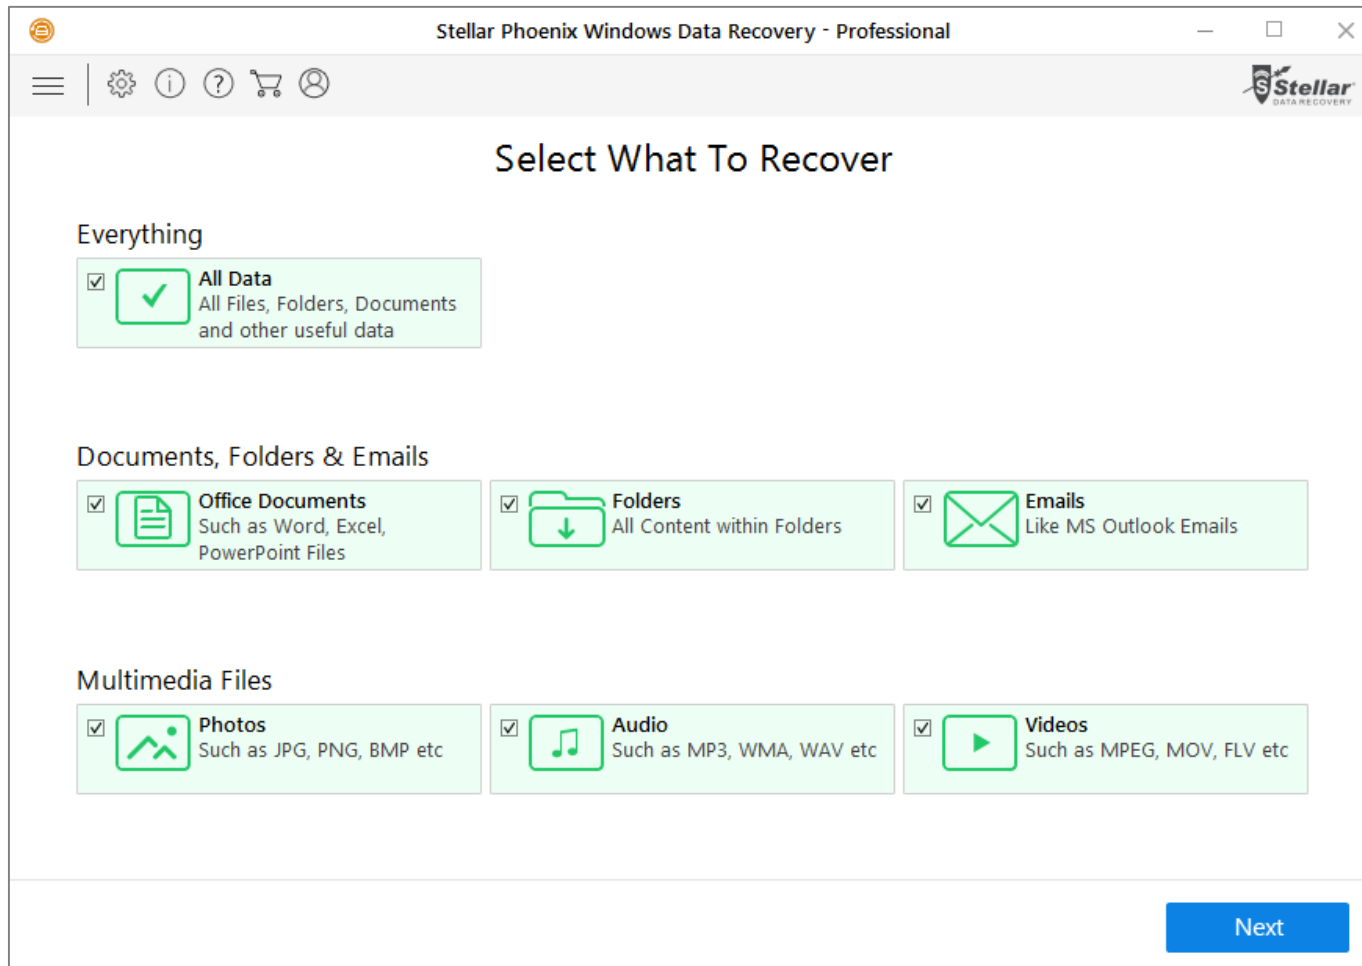 Stellar Phoenix Windows Data Recovery - Professional
Stellar
DATA RECOVERY
Select What To Recover
Everything
All Data
All Files, Folders, Documents
and other useful data
Documents, Folders & Emails
Office Documents
Such as Word, Excel,
PowerPoint Files
Folders
All Content within Folders
Emails
Like MS Outlook Emails
Multimedia Files
Photos
Such as JPG, PNG, BMP etc
Audio
Such as MP3, WMA, WAV etc
Videos
Such as MPEG, MOV, FLV etc
Next